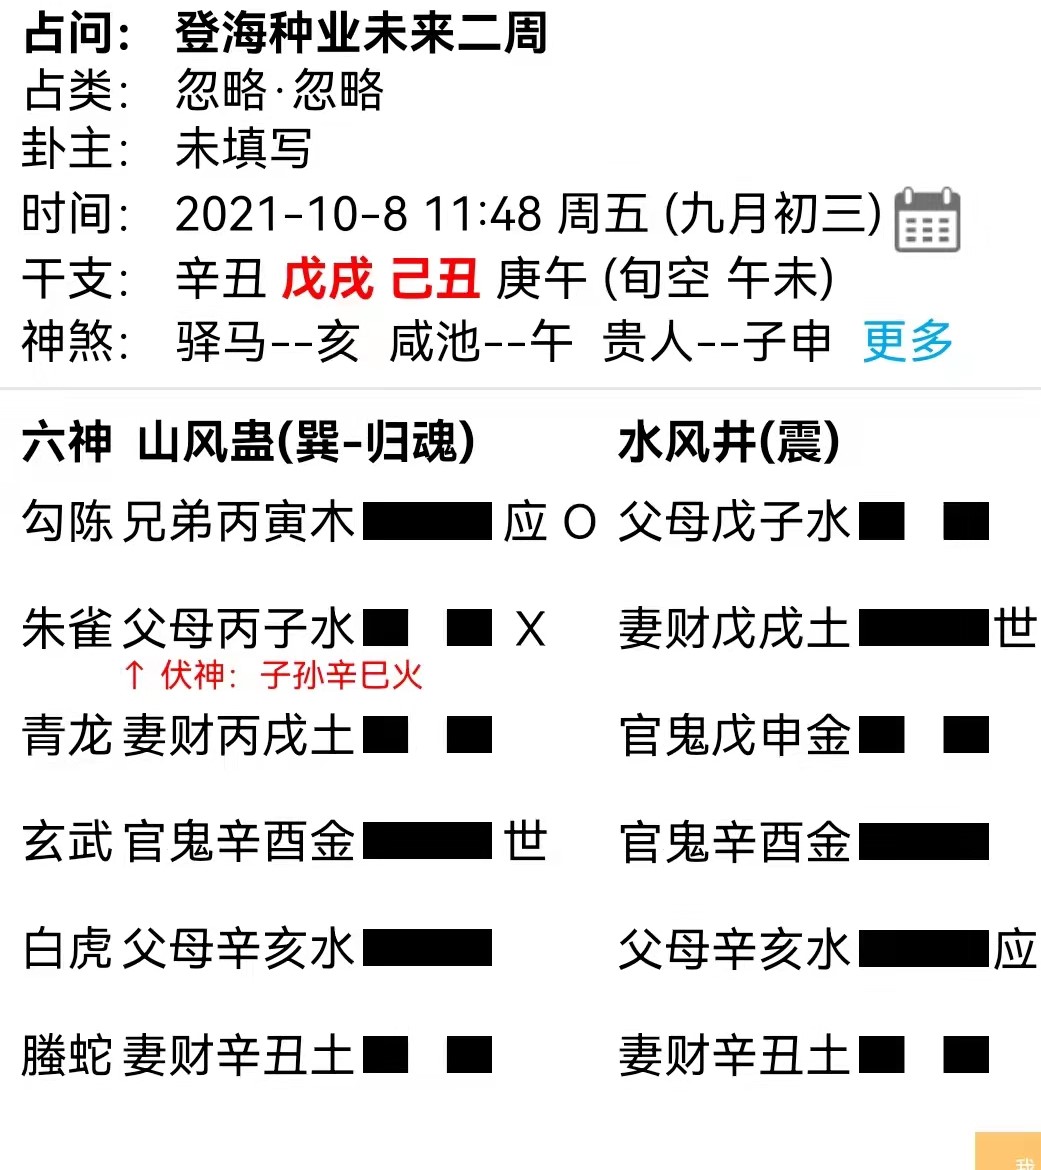 占问： 登海种业未来二周
占类： 忽略·忽略
卦主： 未填写
时间： 2021-10-8 11:48 周五 (九月初三)
干支： 辛丑 戊戌 己丑 庚午 (旬空 午未)
神煞： 驿马--亥 咸池--午 贵人--子申 更多
六神 山风蛊(巽-归魂) 水风井(震)
勾陈 兄弟丙寅木 应 O 父母戊子水
朱雀 父母丙子水 X 妻财戊戌土 世
↑ 伏神：子孙辛巳火
青龙 妻财丙戌土 官鬼戊申金
玄武 官鬼辛酉金 世 官鬼辛酉金
白虎 父母辛亥水 父母辛亥水 应
螣蛇 妻财辛丑土 妻财辛丑土